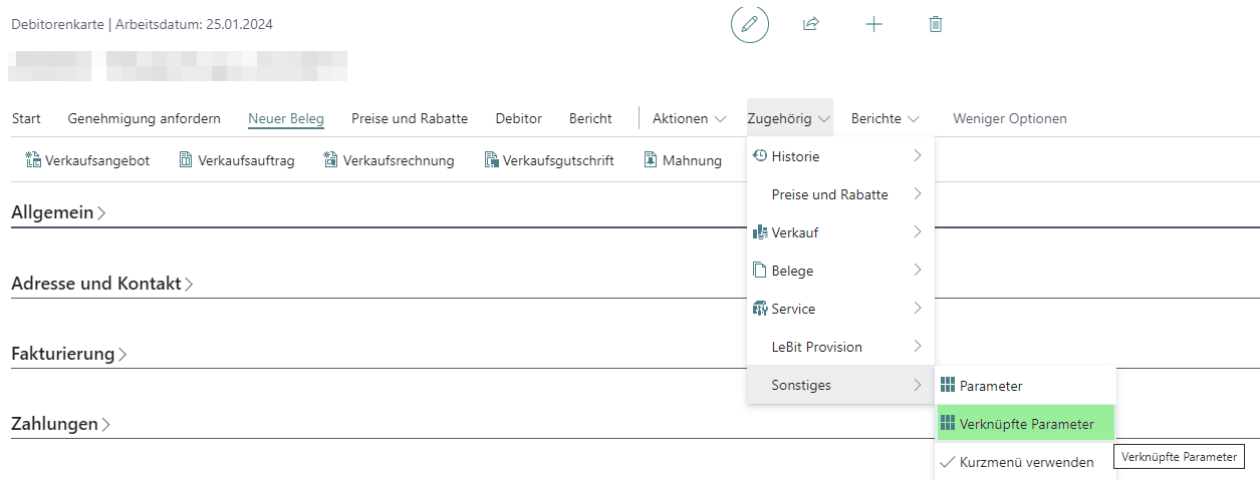 Debitorenkarte | Arbeitsdatum: 25.01.2024
Start Genehmigung anfordern Neuer Beleg Preise und Rabatte Debitor Bericht Aktionen Zugehörig Berichte Weniger Optionen
Verkaufsangebot Verkaufsauftrag Verkaufsrechnung Verkaufsgutschrift Mahnung
Historie
Preise und Rabatte
Verkauf
Belege
Service
LeBit Provision
Sonstiges
Parameter
Verknüpfte Parameter
Kurzmenü verwenden
Verknüpfte Parameter
Allgemein
Adresse und Kontakt
Fakturierung
Zahlungen